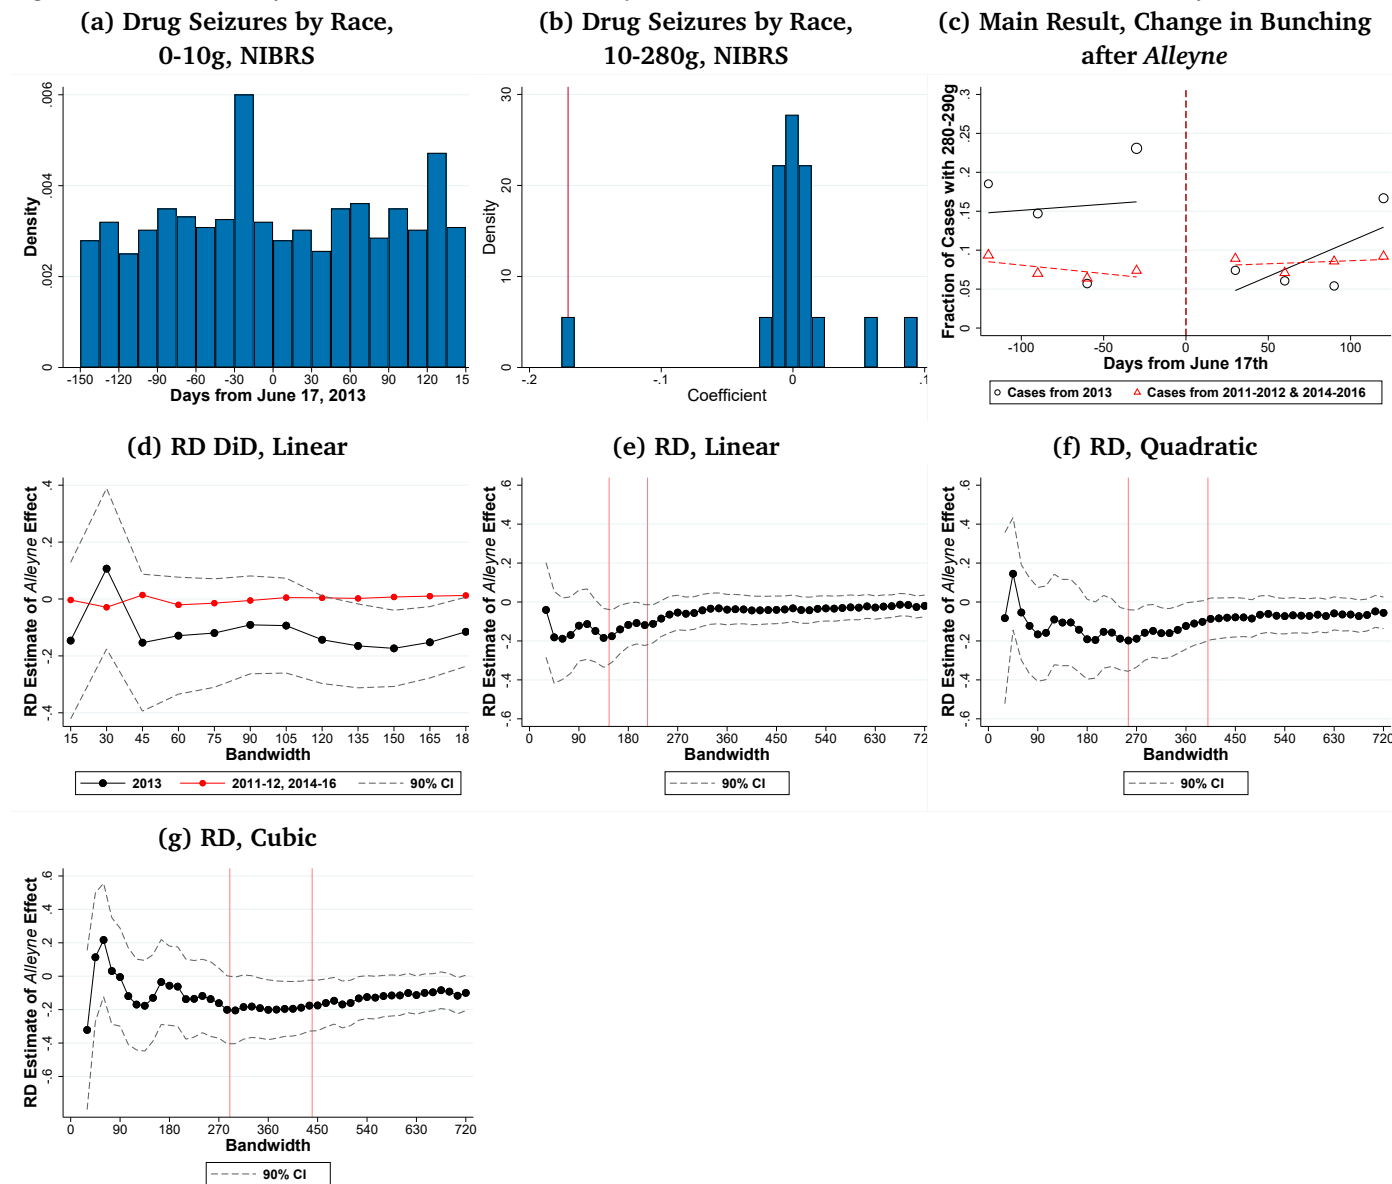 (a) Drug Seizures by Race,
0-10g, NIBRS
(b) Drug Seizures by Race,
10-280g, NIBRS
(c) Main Result, Change in Bunching
after Alleyne
Density
0 .002 .004 .006
-150 -120 -90 -60 -30 0 30 60 90 120 15
Days from June 17, 2013
Density
0 10 20 30
-.2 -.1 0 .1
Coefficient
Fraction of Cases with 280-290g
0 .05 .1 .15 .2 .25 .3
-100 -50 0 50 100
Days from June 17th
Cases from 2013 Cases from 2011-2012 & 2014-2016
(d) RD DiD, Linear
(e) RD, Linear
(f) RD, Quadratic
RD Estimate of Alleyne Effect
-.4 -.2 0 .2 .4
15 30 45 60 75 90 105 120 135 150 165 18
Bandwidth
2013 2011-12, 2014-16 90% CI
RD Estimate of Alleyne Effect
-.6 -.4 -.2 0 .2 .4 .6
0 90 180 270 360 450 540 630 72
Bandwidth
90% CI
RD Estimate of Alleyne Effect
-.6 -.4 -.2 0 .2 .4 .6
0 90 180 270 360 450 540 630 720
Bandwidth
90% CI
(g) RD, Cubic
RD Estimate of Alleyne Effect
-.6 -.4 -.2 0 .2 .4 .6
0 90 180 270 360 450 540 630 720
Bandwidth
90% CI